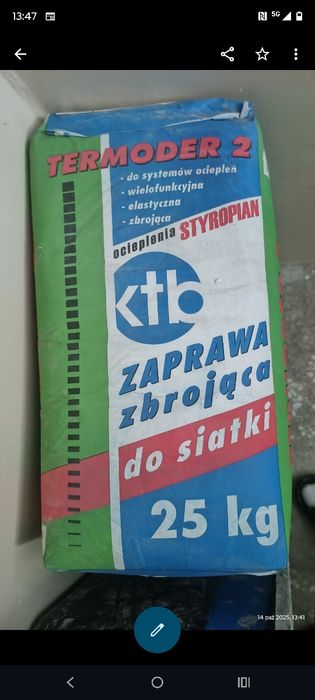 13:47
5G
TERMODER 2
- do systemów ociepleń
- wielofunkcyjna
- elastyczna
- zbrojąca
ocieplenia STYROPIAN
ktb
ZAPRAWA
zbrojąca
do siatki
25 kg
14 paź 2025, 13:41